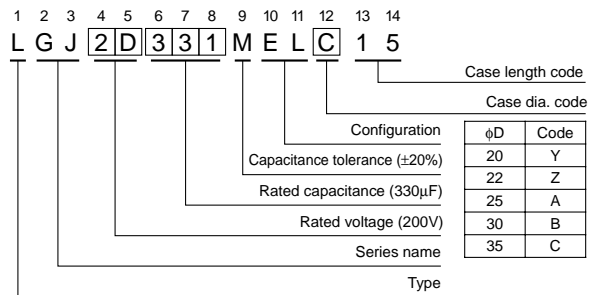 1 2 3 4 5 6 7 8 9 10 11 12 13 14
L G J 2 D 3 3 1 M E L C 1 5
Case length code
Case dia. code
Configuration
Capacitance tolerance (±20%)
Rated capacitance (330μF)
Rated voltage (200V)
Series name
Type
ϕD Code
20 Y
22 Z
25 A
30 B
35 C